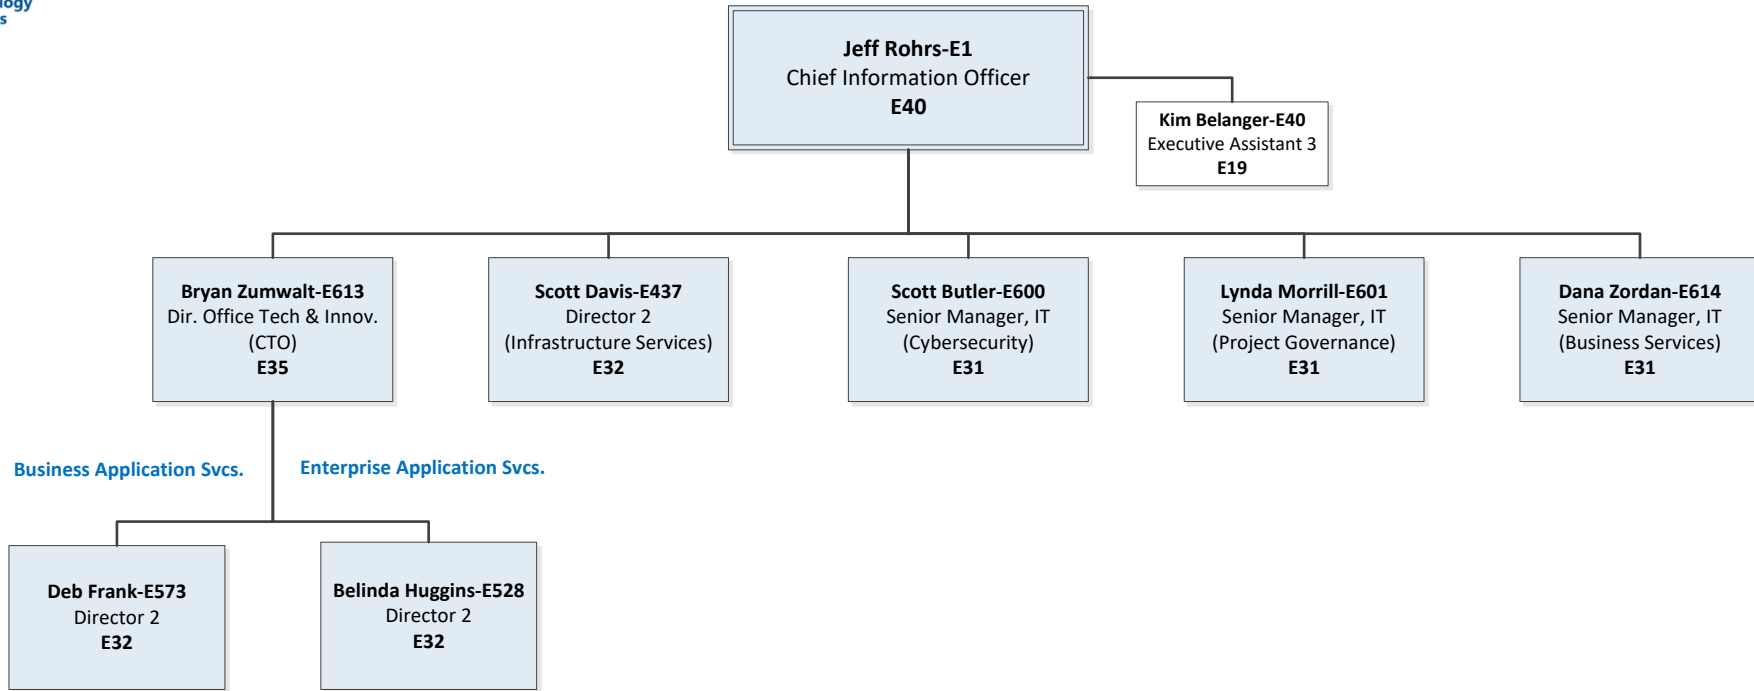 s
Jeff Rohrs-E1
Chief Information Officer
E40
Kim Belanger-E40
Executive Assistant 3
E19
Bryan Zumwalt-E613
Dir. Office Tech & Innov.
(CTO)
E35
Scott Davis-E437
Director 2
(Infrastructure Services)
E32
Scott Butler-E600
Senior Manager, IT
(Cybersecurity)
E31
Lynda Morrill-E601
Senior Manager, IT
(Project Governance)
E31
Dana Zordan-E614
Senior Manager, IT
(Business Services)
E31
Business Application Svcs.
Enterprise Application Svcs.
Deb Frank-E573
Director 2
E32
Belinda Huggins-E528
Director 2
E32